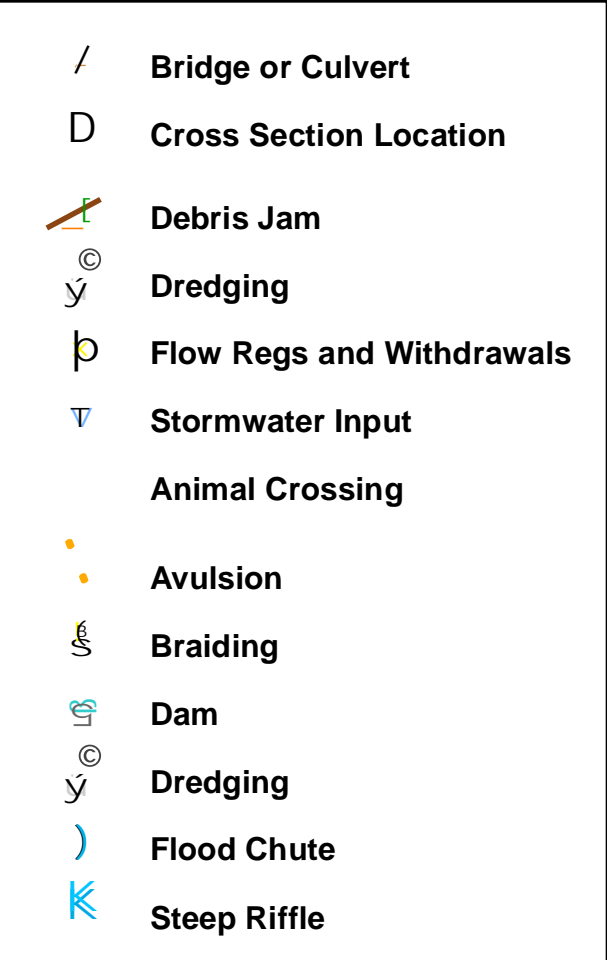 / Bridge or Culvert
D Cross Section Location
[ Debris Jam
©
ý Dredging
þ Flow Regs and Withdrawals
T Stormwater Input
Animal Crossing
Avulsion
B
S Braiding
Dam
©
ý Dredging
) Flood Chute
K Steep Riffle